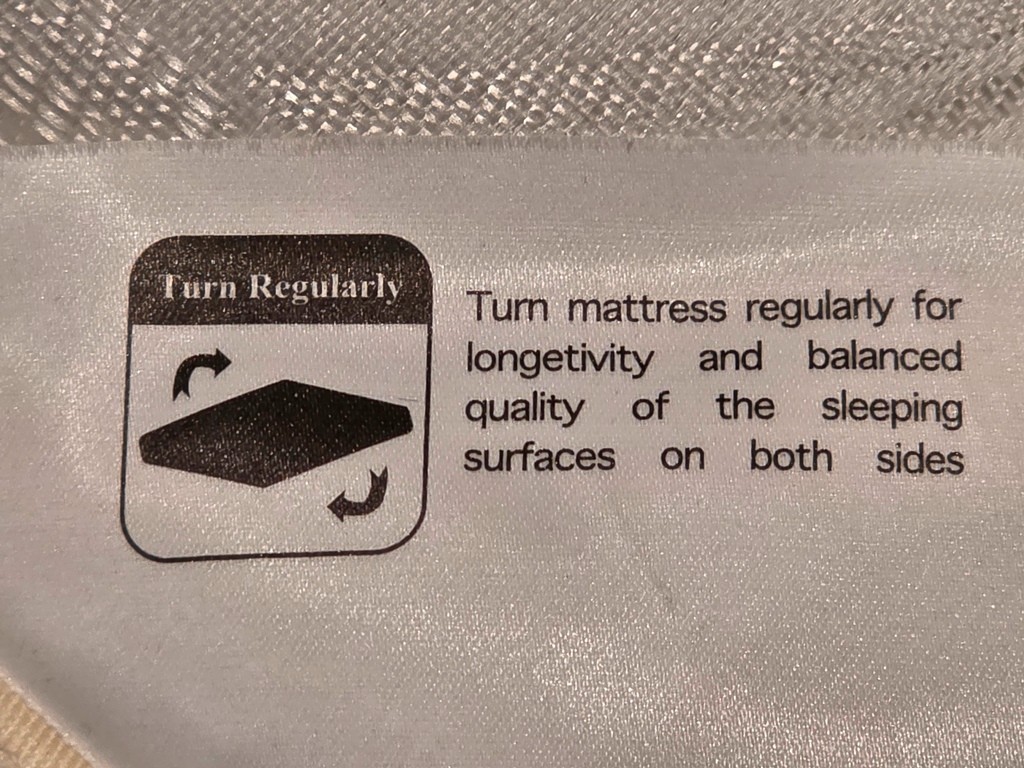 Turn Regularly
Turn mattress regularly for
longetivity and balanced
quality of the sleeping
surfaces on both sides